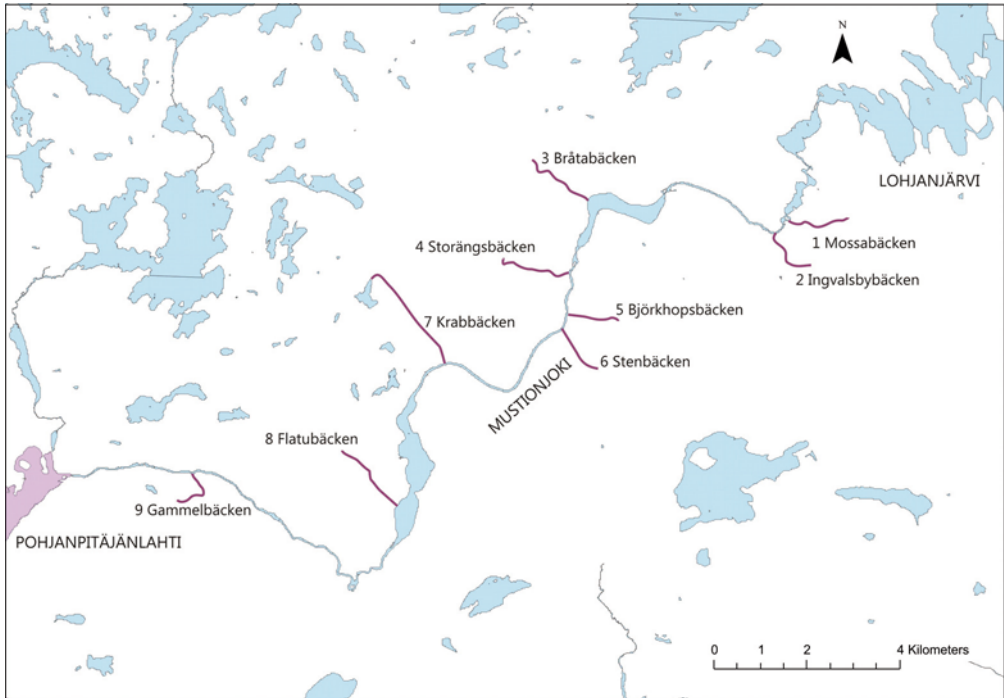 N
3 Bråtabäcken
LOHJANJÄRVI
1 Mossabäcken
4 Storängsbäcken
2 Ingvalsbybäcken
5 Björkhopsbäcken
7 Krabbäcken
6 Stenbäcken
MUSTIONJOKI
8 Flatubäcken
9 Gammelbäcken
POHJANPITÄJÄNLAHTI
0 1 2 4 Kilometers